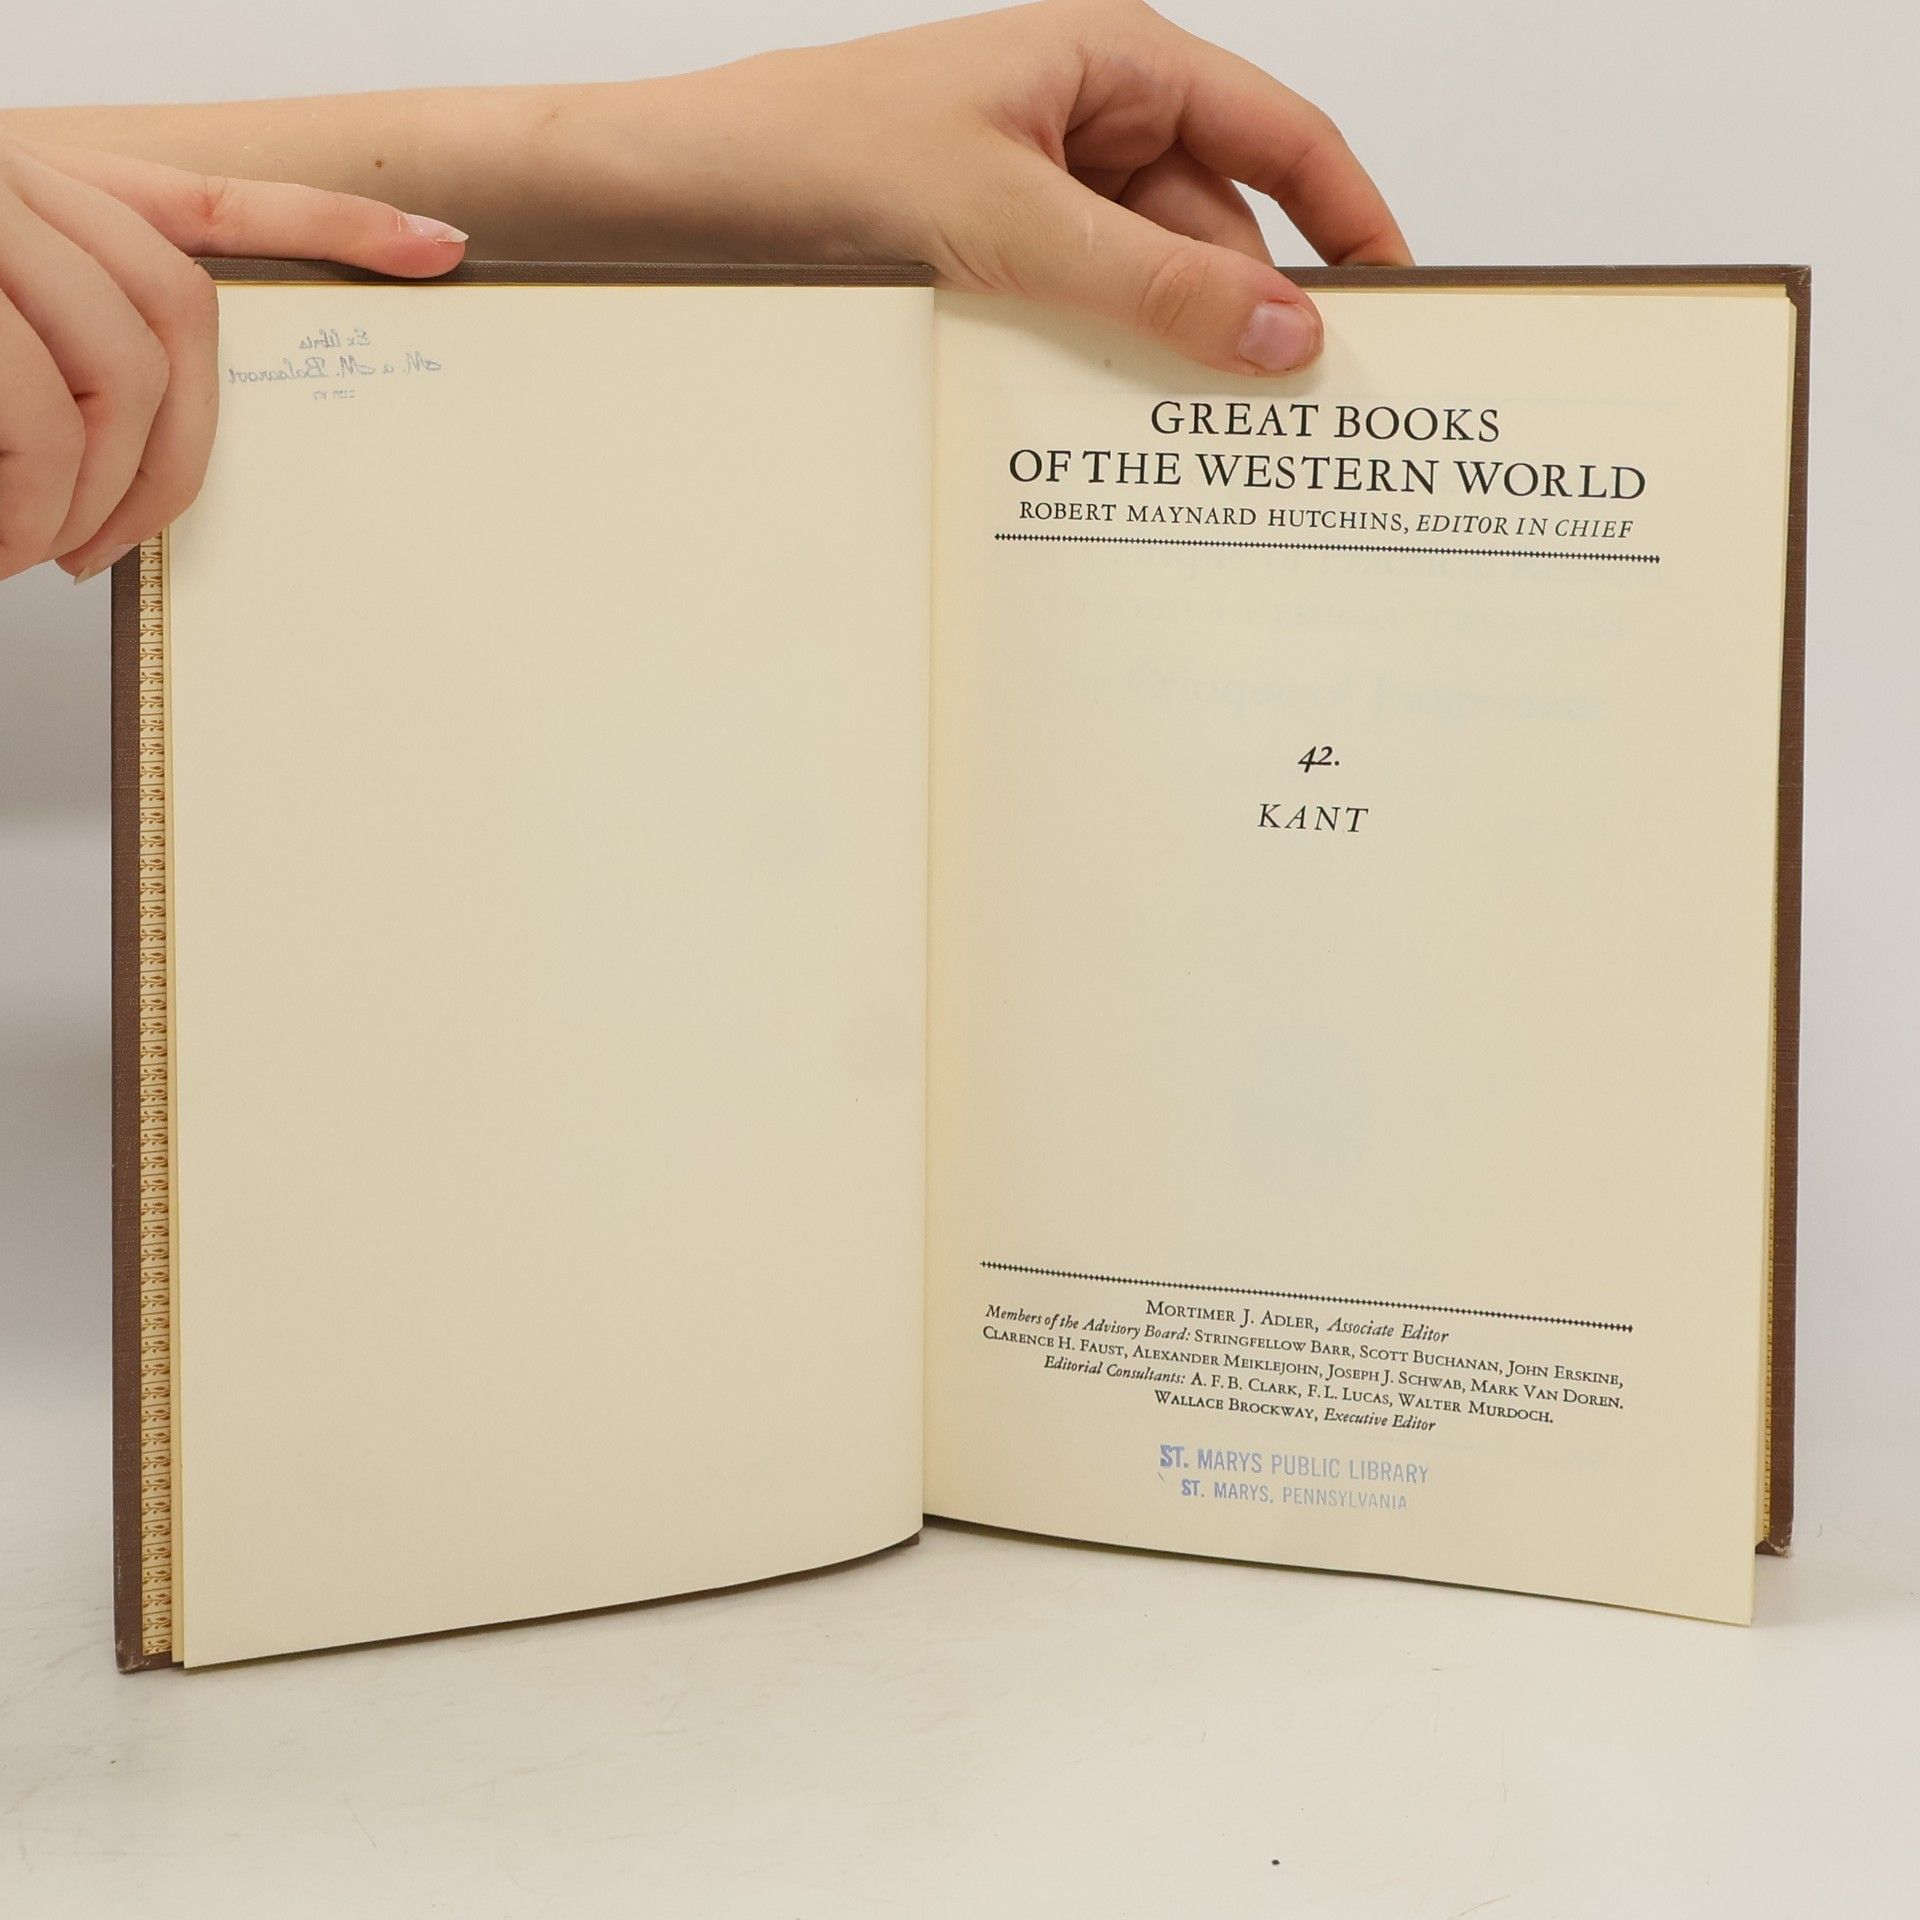 Ex libris
M. a M.
GREAT BOOKS
OF THE WESTERN WORLD
ROBERT MAYNARD HUTCHINS, EDITOR IN CHIEF
42.
KANT
MORTIMER J. ADLER, Associate Editor
Members of the Advisory Board: STRINGFELLOW BARR, SCOTT BUCHANAN, JOHN ERSKINE,
CLARENCE H. FAUST, ALEXANDER MEIKLEJOHN, JOSEPH J. SCHWAB, MARK VAN DOREN.
Editorial Consultants: A. F. B. CLARK, F. L. LUCAS, WALTER MURDOCH.
WALLACE BROCKWAY, Executive Editor
ST. MARYS PUBLIC LIBRARY
ST. MARYS, PENNSYLVANIA